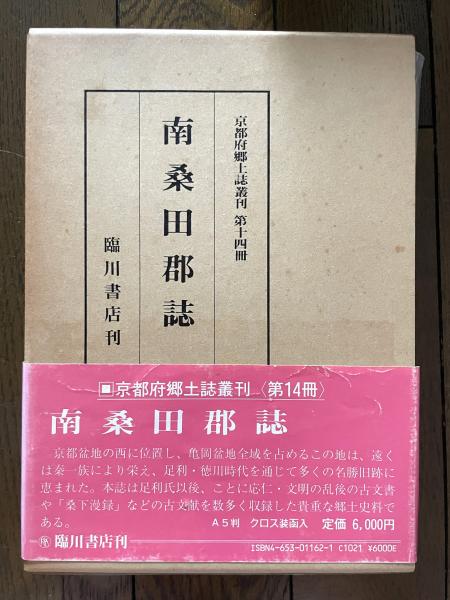 京都府郷土誌叢刊 第十四冊
南桑田郡誌
臨川書店刊
京都府郷土誌叢刊〈第14冊〉
南桑田郡誌
京都盆地の西に位置し、亀岡盆地全域を占めるこの地は、遠く
は秦一族により栄え、足利・徳川時代を通じて多くの名勝旧跡に
恵まれた。本誌は足利氏以後、ことに応仁・文明の乱後の古文書
や「桑下漫録」などの古文献を数多く収録した貴重な郷土史料で
ある。
A5判 クロス装函入 定価 6,000円
臨川書店刊
ISBN4-653-01162-1 C1021 ¥6000E